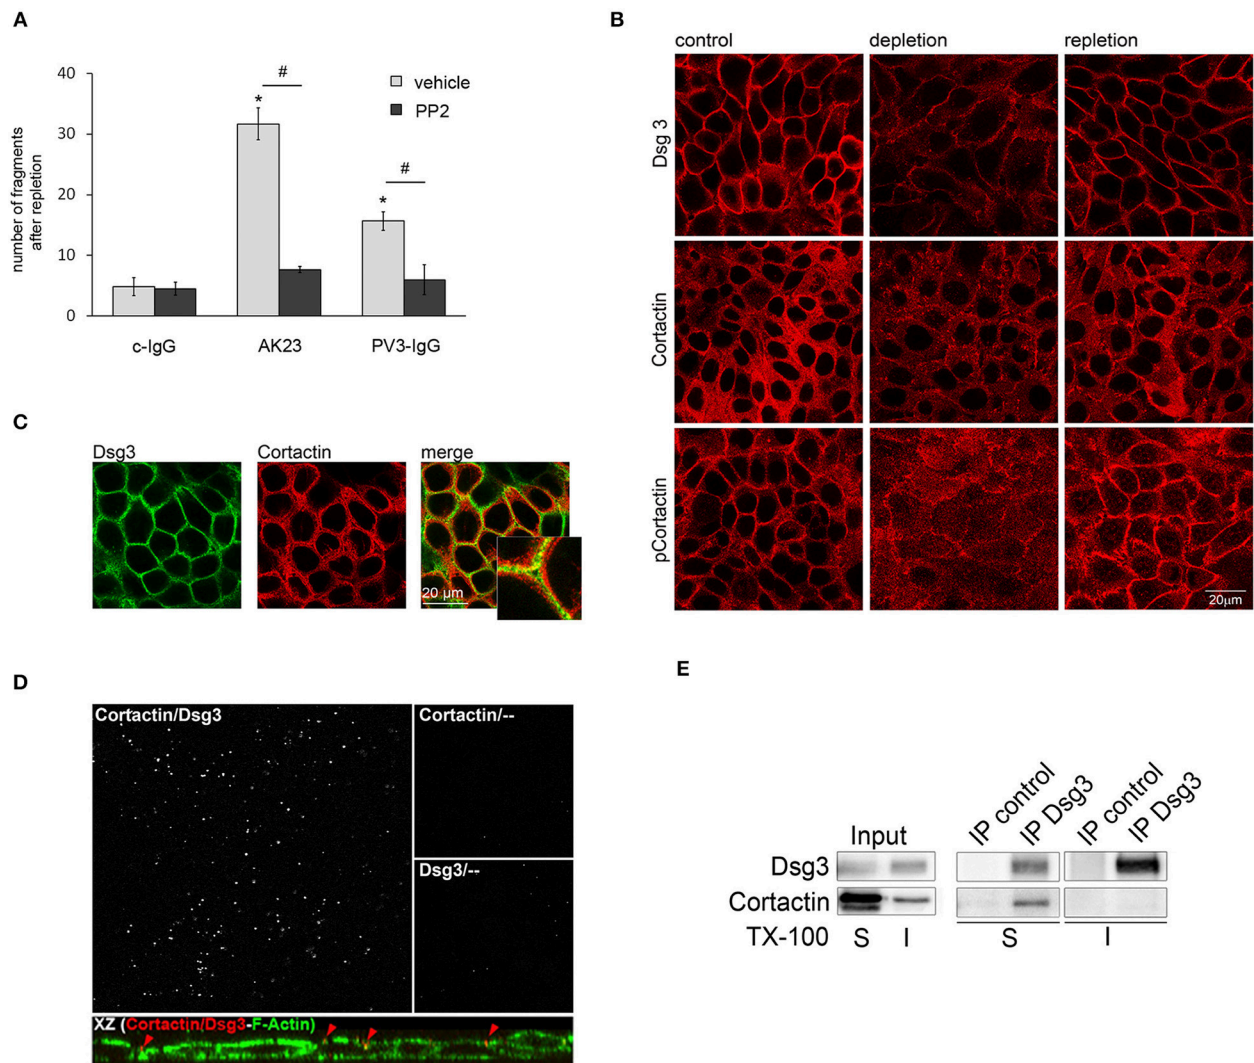 A
number of fragments
after repletion
40
30
20
10
0
* #
* #
vehicle
PP2
c-IgG AK23 PV3-IgG
B
control depletion repletion
Dsg 3
Cortactin
pCortactin
20μm
C
Dsg3 Cortactin merge
20 μm
D
Cortactin/Dsg3
Cortactin/--
Dsg3/--
XZ (Cortactin/Dsg3-F-Actin)
E
Input IP control IP Dsg3 IP control IP Dsg3
Dsg3
Cortactin
TX-100 S I S I